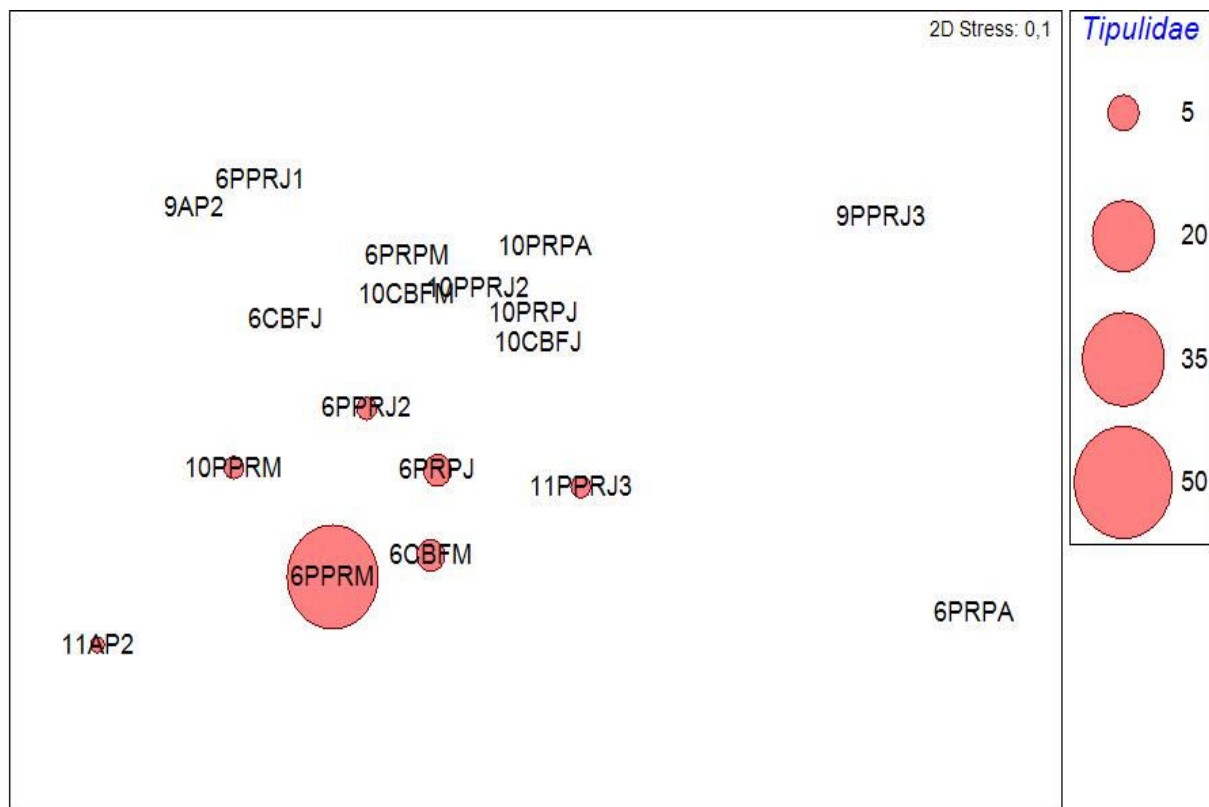 2D Stress: 0,1
Tipulidae
5
20
35
50
6PPRJ1
9AP2
9PPRJ3
6PRPM
10PRPA
10CBFM
10PPRJ2
6CBFJ
10PRPJ
10CBFJ
6PPRJ2
10PPRM
6PRPJ
11PPRJ3
6CBFM
6PPRM
6PRPA
11AP2